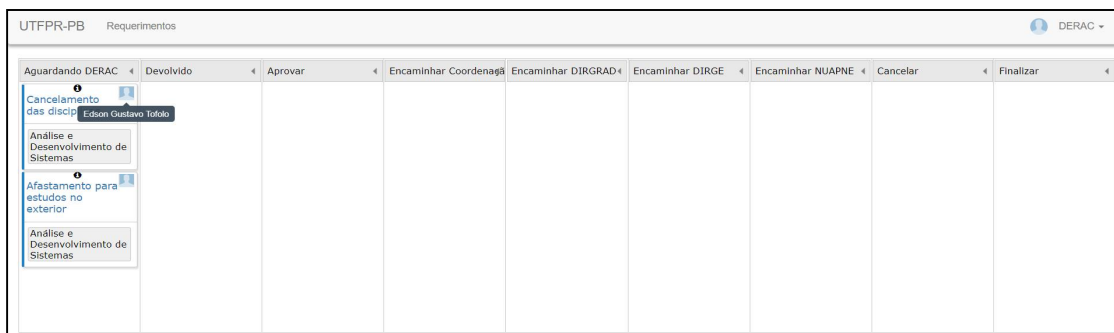 UTFPR-PB Requerimentos DERAC
Aguardando DERAC Devolvido Aprovar Encaminhar Coordenaçã Encaminhar DIRGRAD Encaminhar DIRGE Encaminhar NUAPNE Cancelar Finalizar
Cancelamento
das discip
Edson Gustavo Tofolo
Análise e
Desenvolvimento de
Sistemas
Afastamento para
estudos no
exterior
Análise e
Desenvolvimento de
Sistemas